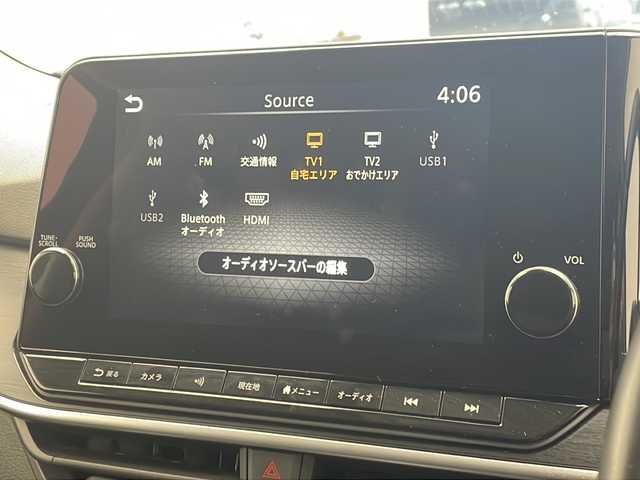 Source
4:06
AM
FM
交通情報
TV1
自宅エリア
TV2
おでかけエリア
USB1
USB2
Bluetooth
オーディオ
HDMI
オーディオソースバーの編集
TUNE・
SCROLL
PUSH
SOUND
VOL
戻る
カメラ
現在地
メニュー
オーディオ